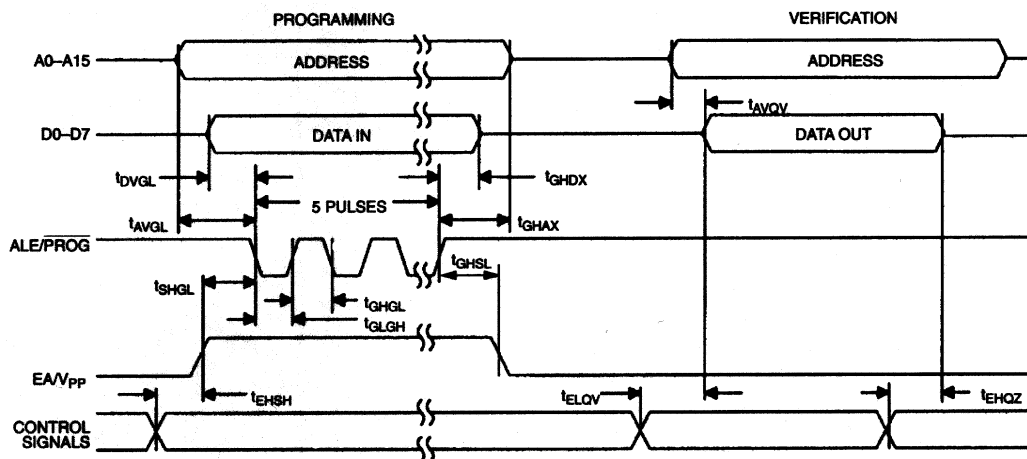 PROGRAMMING VERIFICATION
A0–A15 ADDRESS ADDRESS
tAVQV
D0–D7 DATA IN DATA OUT
tDVGL tGHDX
5 PULSES
tAVGL tGHAX
ALE/PROG
tGHSL
tSHGL
tGHGL
tGLGH
EA/VPP
tEHSH tELQV tEHQZ
CONTROL
SIGNALS